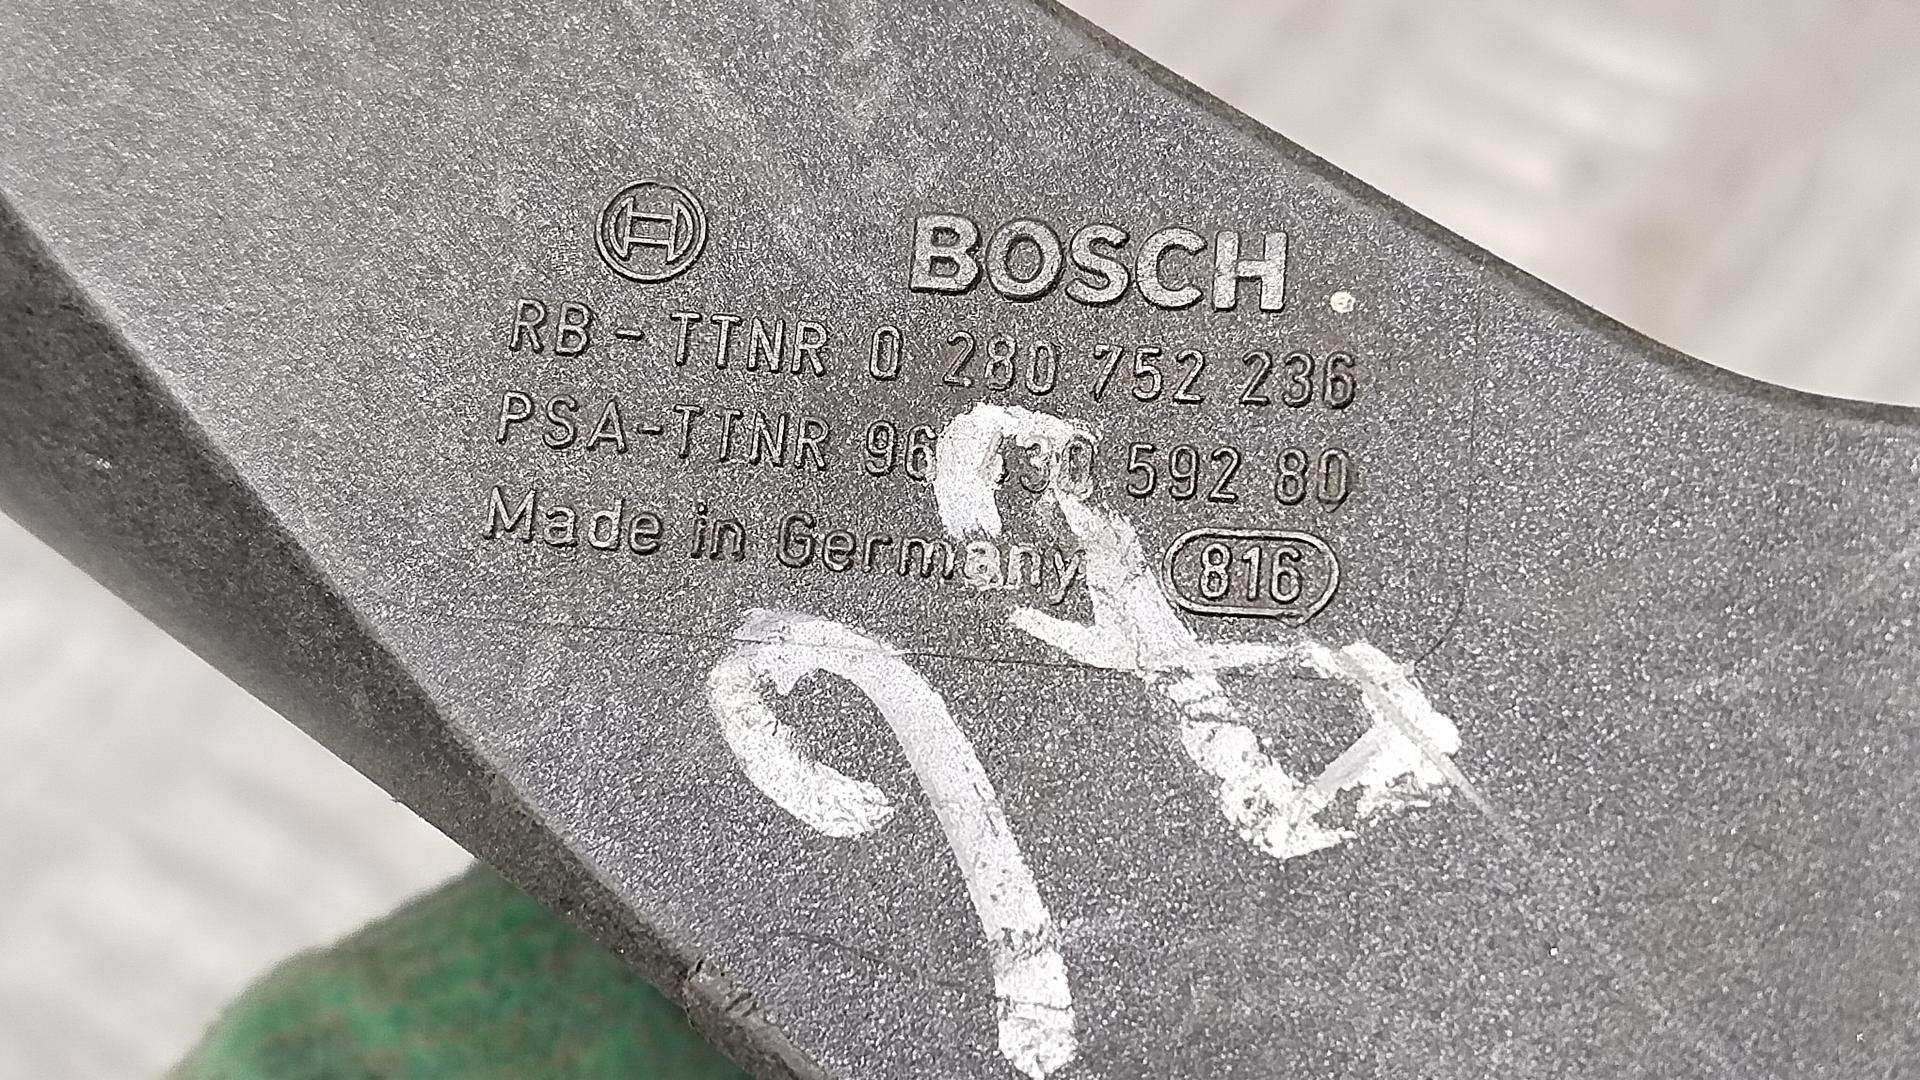 BOSCH
RB-TTNR 0 280 752 236
PSA-TTNR 592 80
Made in Germany 816